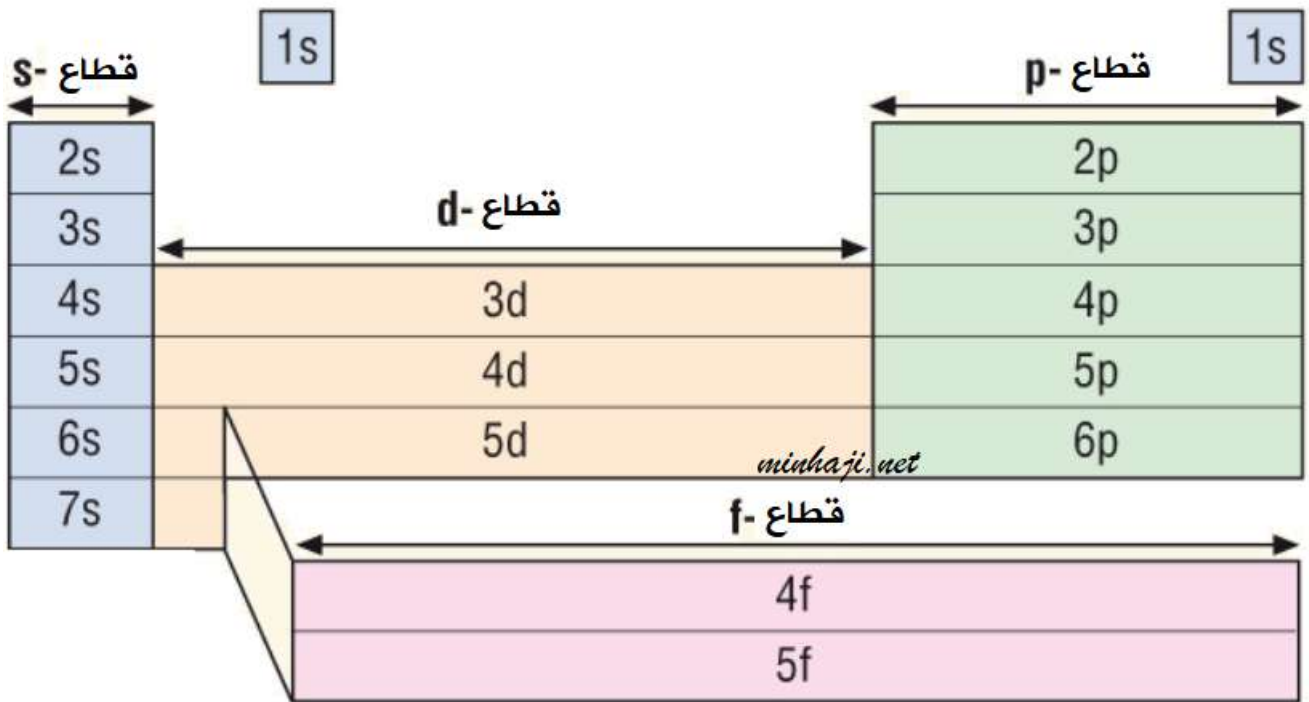 1s
1s
قطاع -s
قطاع -p
2s
2p
3s
قطاع -d
3p
4s
3d
4p
5s
4d
5p
6s
5d
6p
minhaji.net
7s
قطاع -f
4f
5f